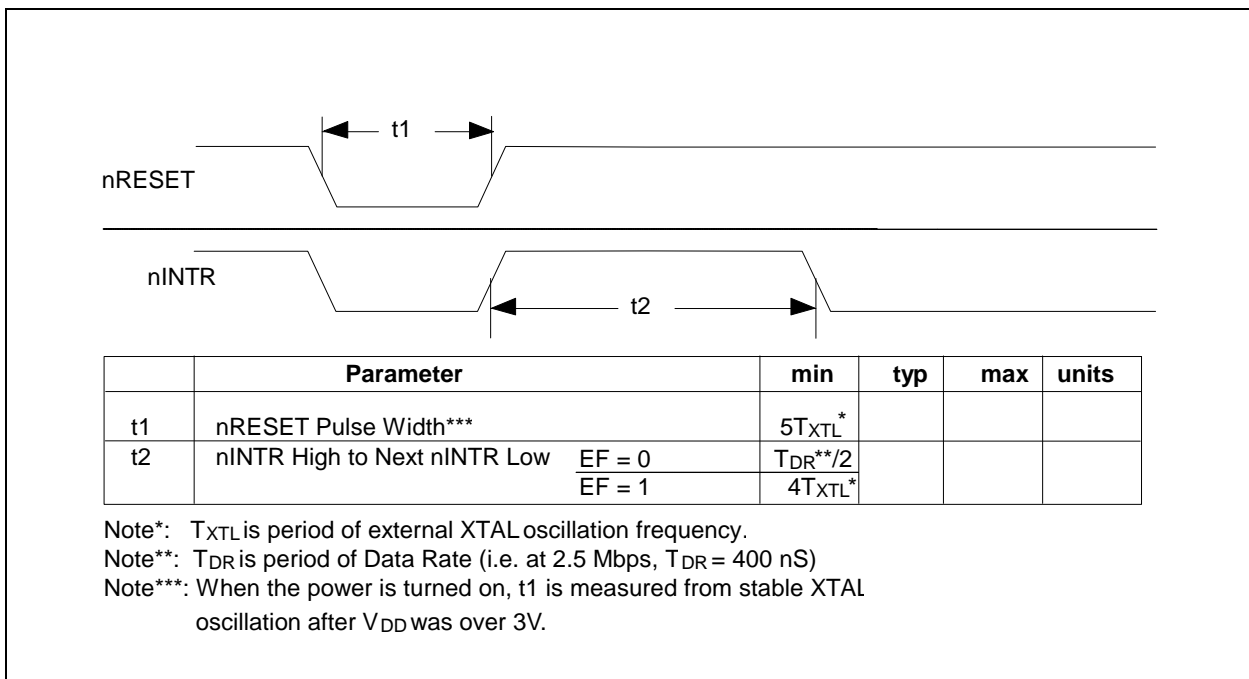 t1
nRESET
nINTR
t2
Parameter min typ max units
t1 nRESET Pulse Width*** 5TXTL*
t2 nINTR High to Next nINTR Low EF = 0 TDR**/2
EF = 1 4TXTL*
Note*: TXTL is period of external XTAL oscillation frequency.
Note**: TDR is period of Data Rate (i.e. at 2.5 Mbps, TDR = 400 nS)
Note***: When the power is turned on, t1 is measured from stable XTAL
oscillation after VDD was over 3V.